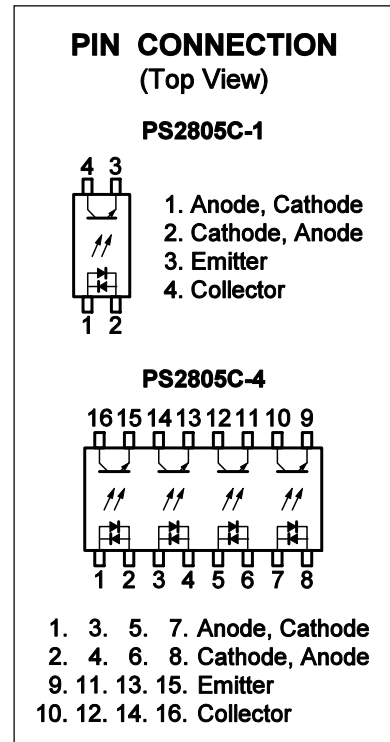 PIN CONNECTION
(Top View)
PS2805C-1
4 3
1. Anode, Cathode
2. Cathode, Anode
3. Emitter
4. Collector
1 2
PS2805C-4
16 15 14 13 12 11 10 9
1 2 3 4 5 6 7 8
1. 3. 5. 7. Anode, Cathode
2. 4. 6. 8. Cathode, Anode
9. 11. 13. 15. Emitter
10. 12. 14. 16. Collector